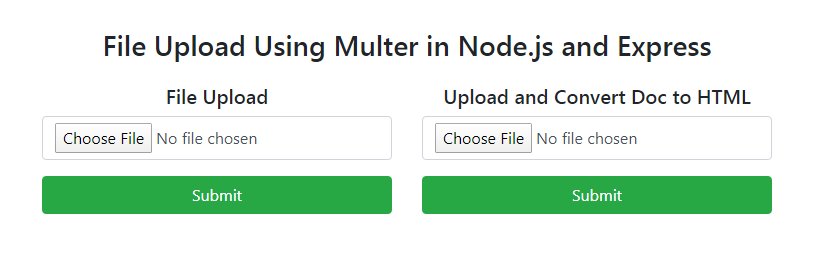 File Upload Using Multer in Node.js and Express
File Upload
Choose File No file chosen
Submit
Upload and Convert Doc to HTML
Choose File No file chosen
Submit